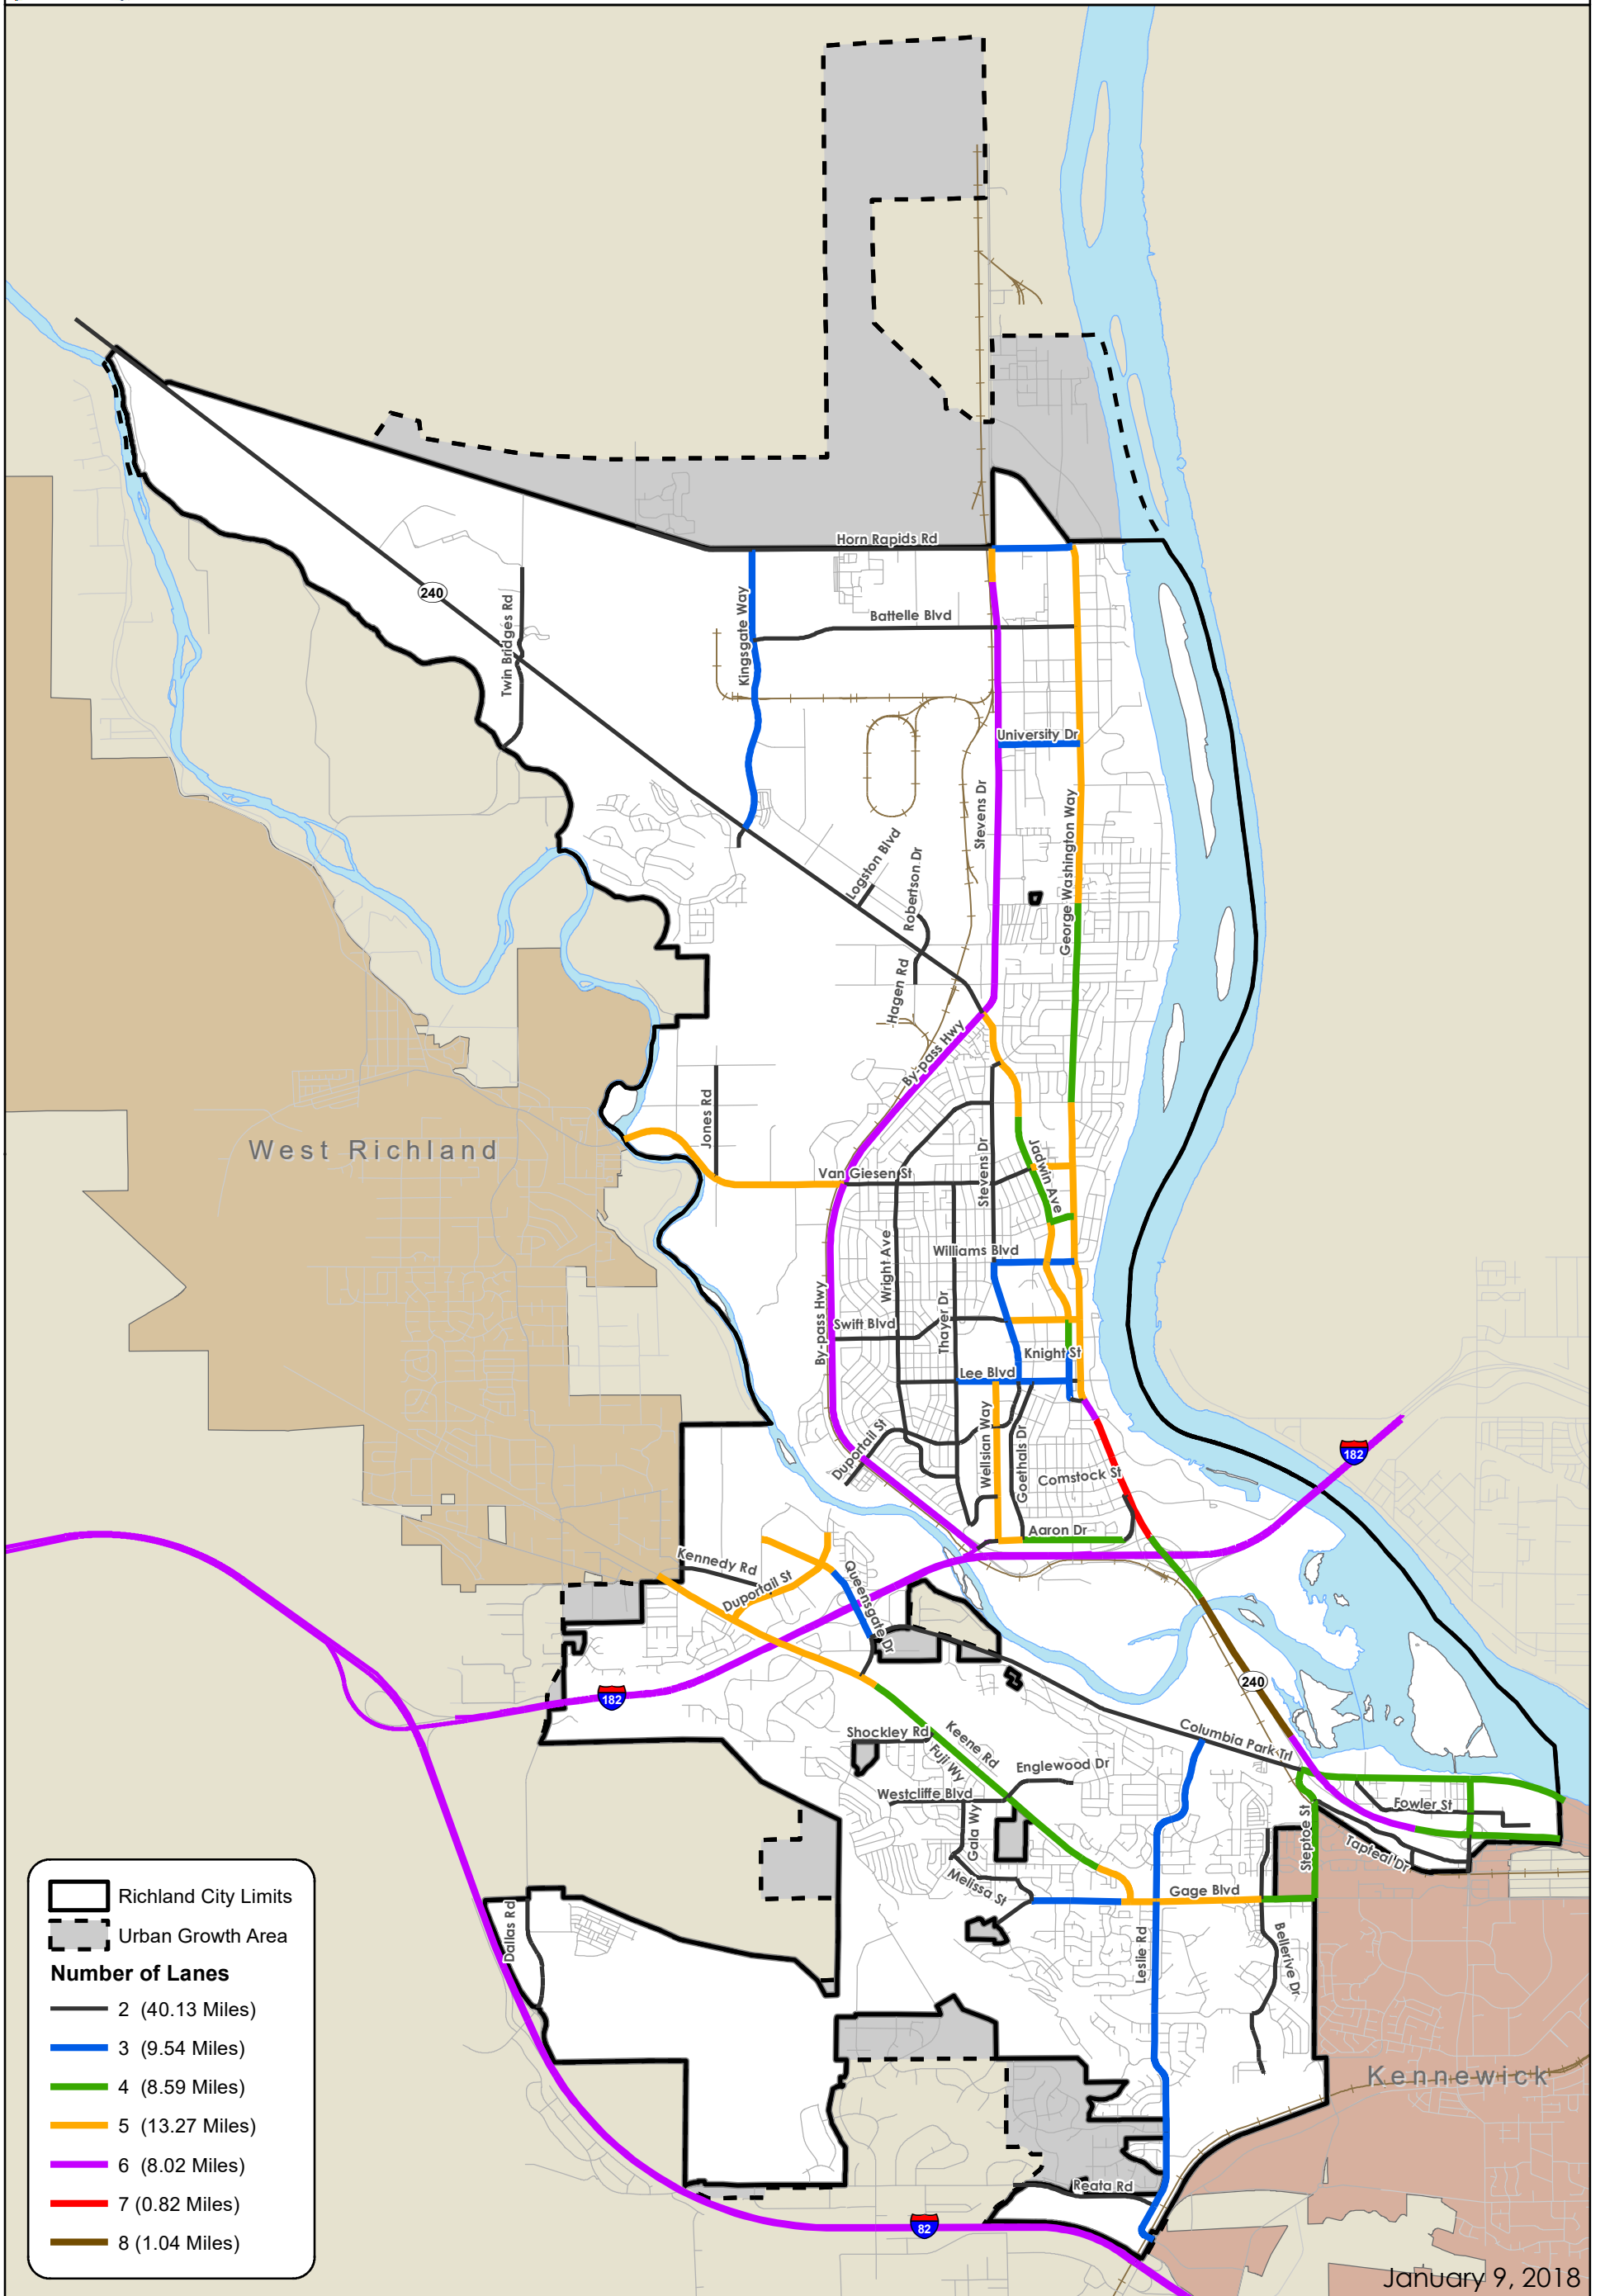 Horn Rapids Rd
240
Battelle Blvd
Kingsgate Way
Twin Bridges Rd
University Dr
Stevens Dr
George Washington Way
Logston Blvd
Robertson Dr
Hagen Rd
By-pass Hwy
Jones Rd
West Richland
Van Giesen St
Stevens Dr
Jadwin Ave
Wright Ave
Williams Blvd
Thayer Dr
By-pass Hwy
Swift Blvd
Knight St
Lee Blvd
Wellsian Way
Goethals Dr
Duportail St
Comstock St
182
Aaron Dr
Kennedy Rd
Duportail St
Queensgate Dr
182
240
Columbia Park Trl
Shockley Rd
Keene Rd
Fuji Wy
Englewood Dr
Westcliffe Blvd
Gala Wy
Fowler St
Steptoe St
Tapteal Dr
Melissa St
Gage Blvd
Dallas Rd
Leslie Rd
Bellerive Dr
Kennewick
Reata Rd
82
Richland City Limits
Urban Growth Area
Number of Lanes
2 (40.13 Miles)
3 (9.54 Miles)
4 (8.59 Miles)
5 (13.27 Miles)
6 (8.02 Miles)
7 (0.82 Miles)
8 (1.04 Miles)
January 9, 2018